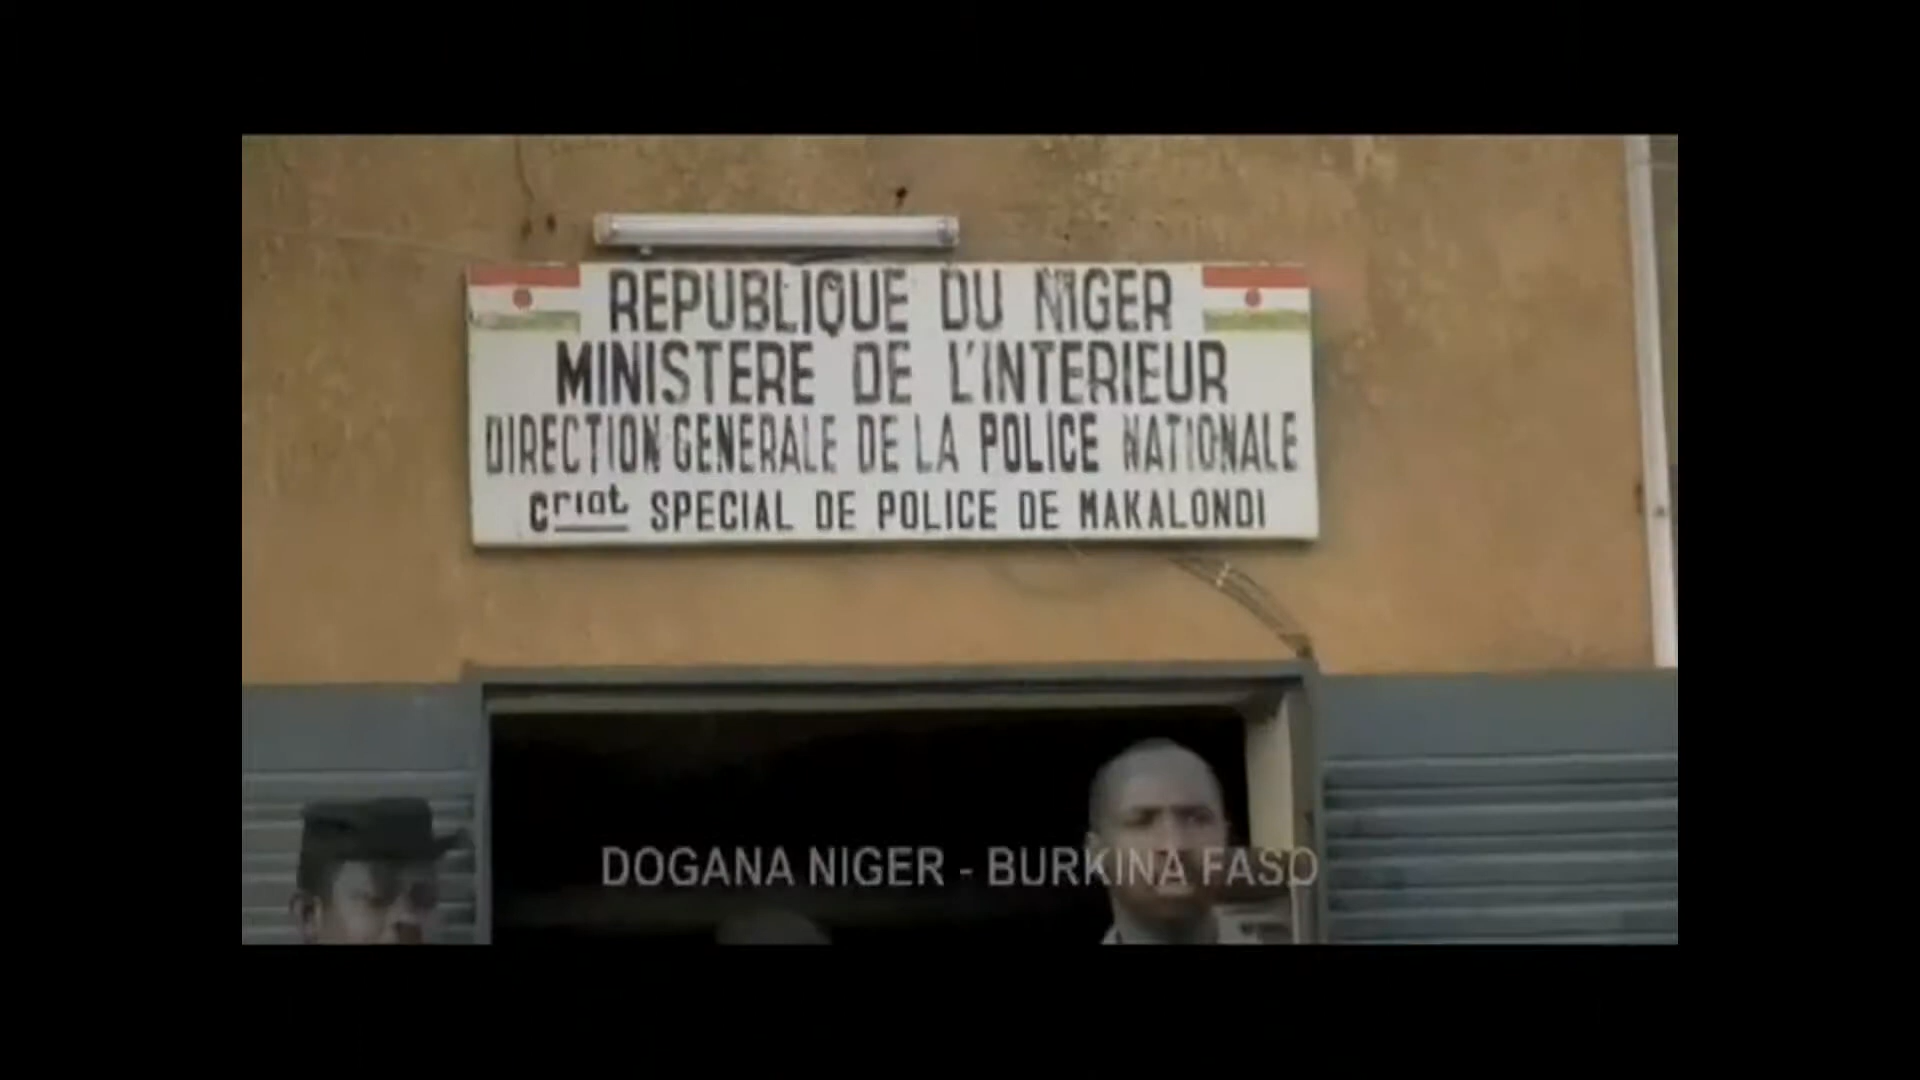 REPUBLIQUE DU NIGER
MINISTERE DE L'INTERIEUR
DIRECTION GENERALE DE LA POLICE NATIONALE
Criat SPECIAL DE POLICE DE MAKALONDI
DOGANA NIGER - BURKINA FASO